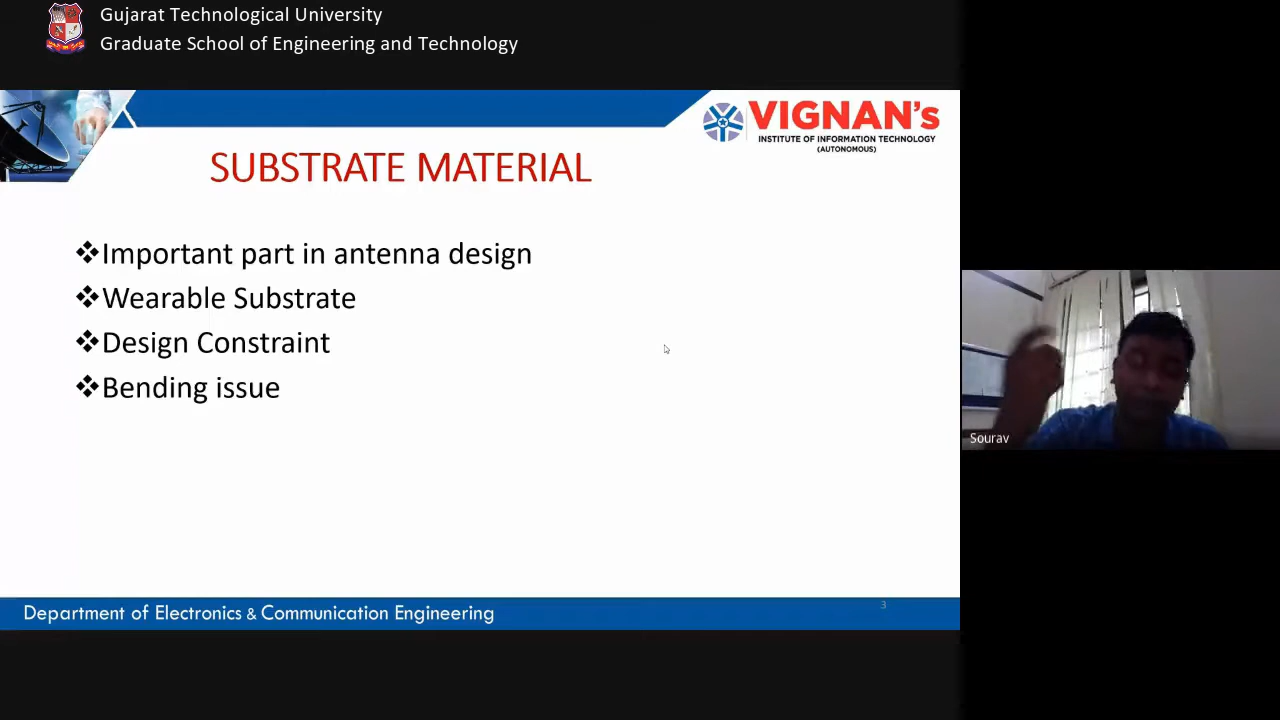 Gujarat Technological University
Graduate School of Engineering and Technology
VIGNAN's
INSTITUTE OF INFORMATION TECHNOLOGY
(AUTONOMOUS)
SUBSTRATE MATERIAL
❖Important part in antenna design
❖Wearable Substrate
❖Design Constraint
❖Bending issue
Sourav
Department of Electronics & Communication Engineering
3